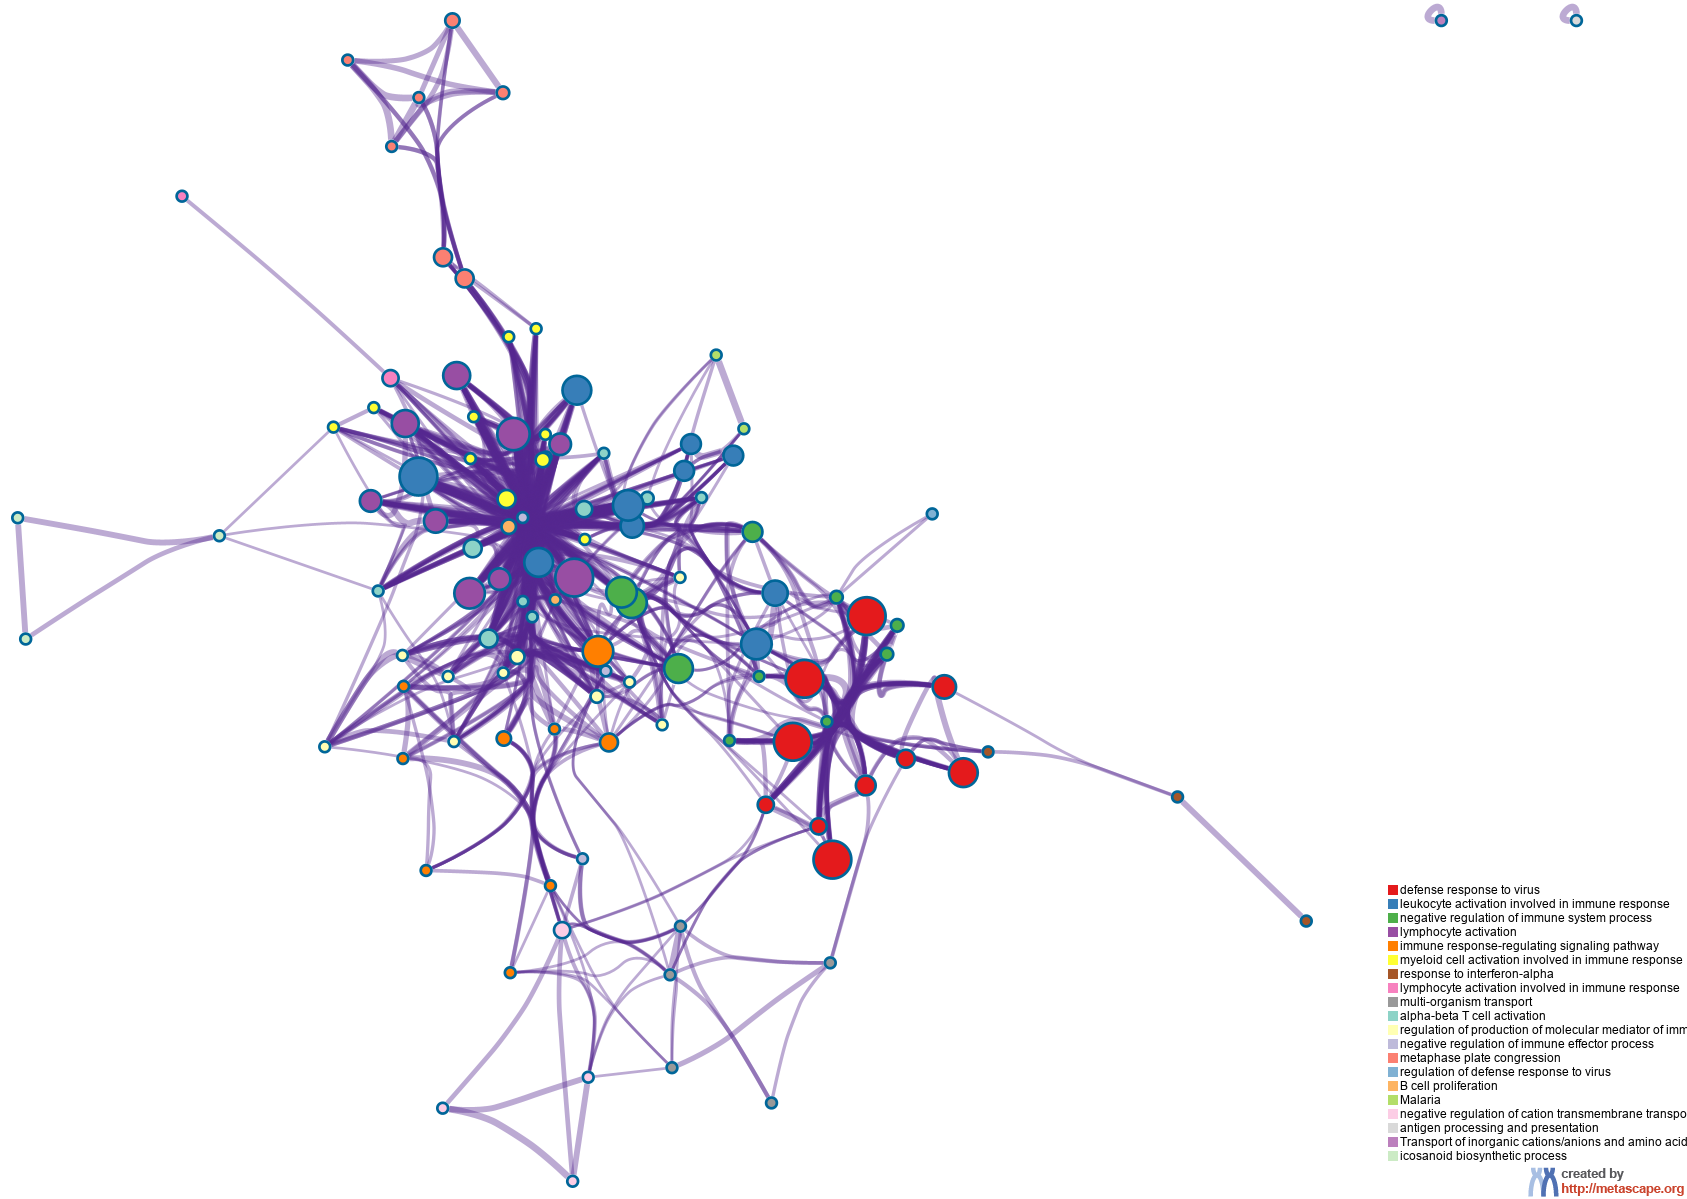 defense response to virus
leukocyte activation involved in immune response
negative regulation of immune system process
lymphocyte activation
immune response-regulating signaling pathway
myeloid cell activation involved in immune response
response to interferon-alpha
lymphocyte activation involved in immune response
multi-organism transport
alpha-beta T cell activation
regulation of production of molecular mediator of imm
negative regulation of immune effector process
metaphase plate congression
regulation of defense response to virus
B cell proliferation
Malaria
negative regulation of cation transmembrane transpo
antigen processing and presentation
Transport of inorganic cations/anions and amino acid
icosanoid biosynthetic process
created by
http://metascape.org